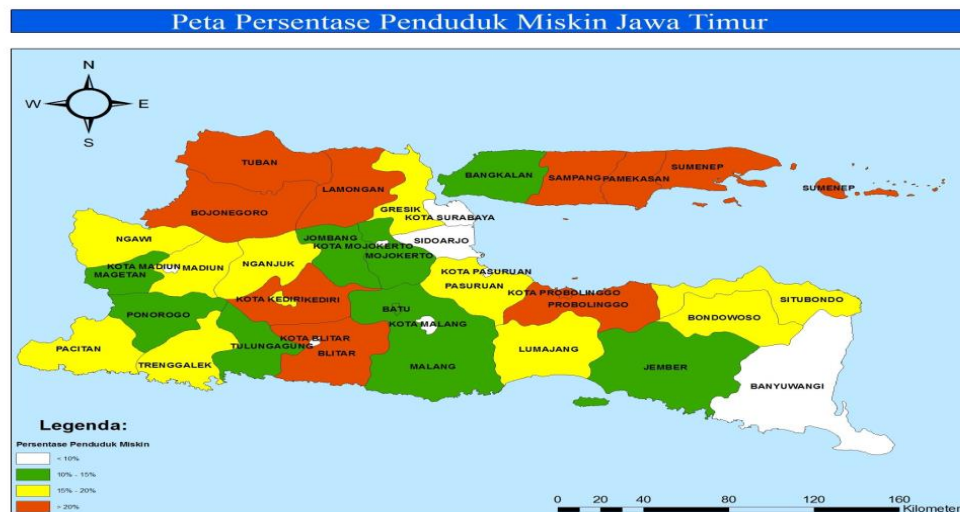 Peta Persentase Penduduk Miskin Jawa Timur
N
W E
S
TUBAN
LAMONGAN
BOJONEGORO
GRESIK
KOTA SURABAYA
SIDOARJO
BANGKALAN
SAMPANG
PAMEKASAN
SUMENEP
SUMENEP
NGAWI
KOTA MADIUN
MADIUN
MAGETAN
NGANJUK
JOMBANG
KOTA MOJOKERTO
MOJOKERTO
KOTA PASURUAN
PASURUAN
KOTA PROBOLINGGO
PROBOLINGGO
SITUBONDO
BONDOWOSO
PONOROGO
KOTA KEDIRI
KEDIRI
BATU
KOTA MALANG
MALANG
KOTA BLITAR
BLITAR
TULUNGAGUNG
TRENGGALEK
PACITAN
LUMAJANG
JEMBER
BANYUWANGI
Legenda:
Persentase Penduduk Miskin
< 10%
10% - 15%
15% - 20%
> 20%
0 20 40 80 120 160
Kilometer